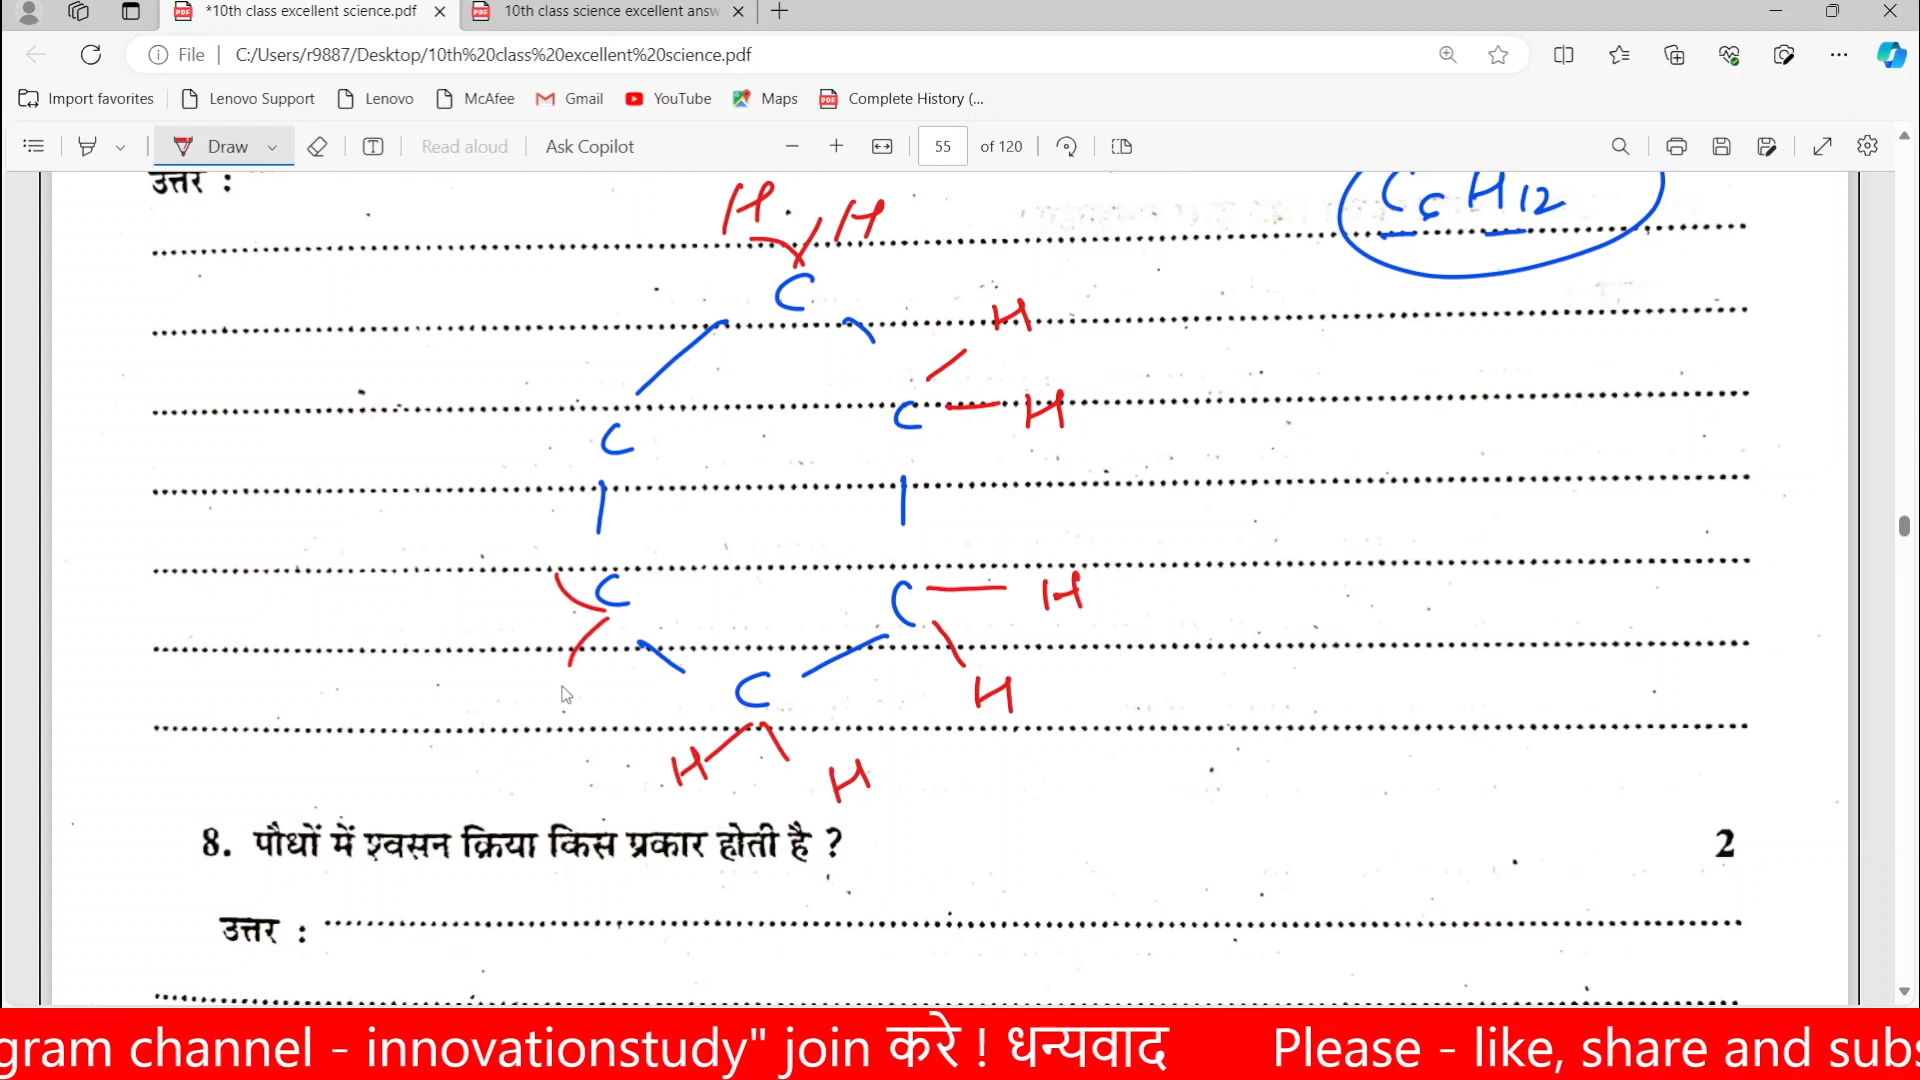 *10th class excellent science.pdf
10th class science excellent answ
File
C:/Users/r9887/Desktop/10th%20class%20excellent%20science.pdf
Import favorites
Lenovo Support
Lenovo
McAfee
Gmail
YouTube
Maps
Complete History (...
Draw
Read aloud
Ask Copilot
55 of 120
उत्तर :
C6 H12
H H
C
H
C H
C
C C H
C H
H H
8. पौधों में श्वसन क्रिया किस प्रकार होती है ? 2
उत्तर :
gram channel - innovationstudy" join करे ! धन्यवाद Please - like, share and subs